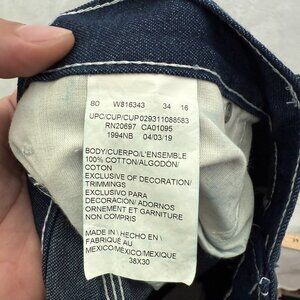 80 W816343 34 16
UPC/CUP/CUP029311088583
RN20697 CA01095
1994NB 04/03/19
BODY/CUERPO/L'ENSEMBLE
100% COTTON/ALGODÓN/
COTON
EXCLUSIVE OF DECORATION/
TRIMMINGS
EXCLUSIVO PARA
DECORACIÓN/ADORNOS
ORNEMENT ET GARNITURE
NON COMPRIS
MADE IN \ HECHO EN \
FABRIQUÉ AU
MEXICO/MÉXICO/MEXIQUE
38X30